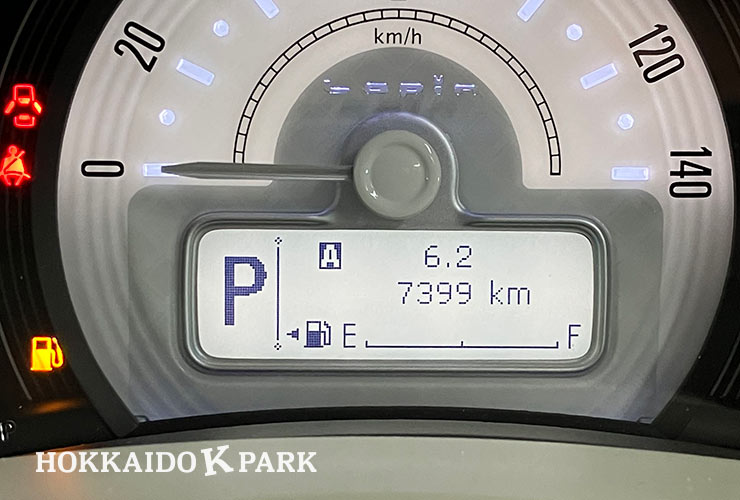 20
km/h
120
Lapin
0
140
P
A
6.2
7399 km
E
F
HOKKAIDO K PARK